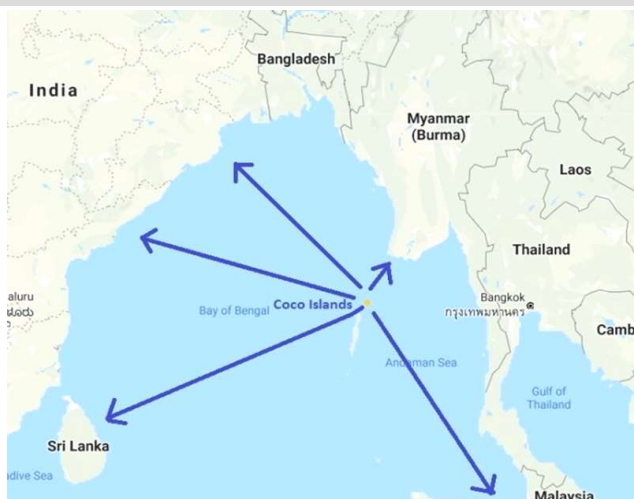 Bangladesh
India
Myanmar
(Burma)
Laos
Thailand
aluru
Bangkok
กรุงเทพมหานคร
Bay of Bengal
Coco Islands
Camb
Andaman Sea
Gulf of
Thailand
Sri Lanka
adive Sea
Malaysia